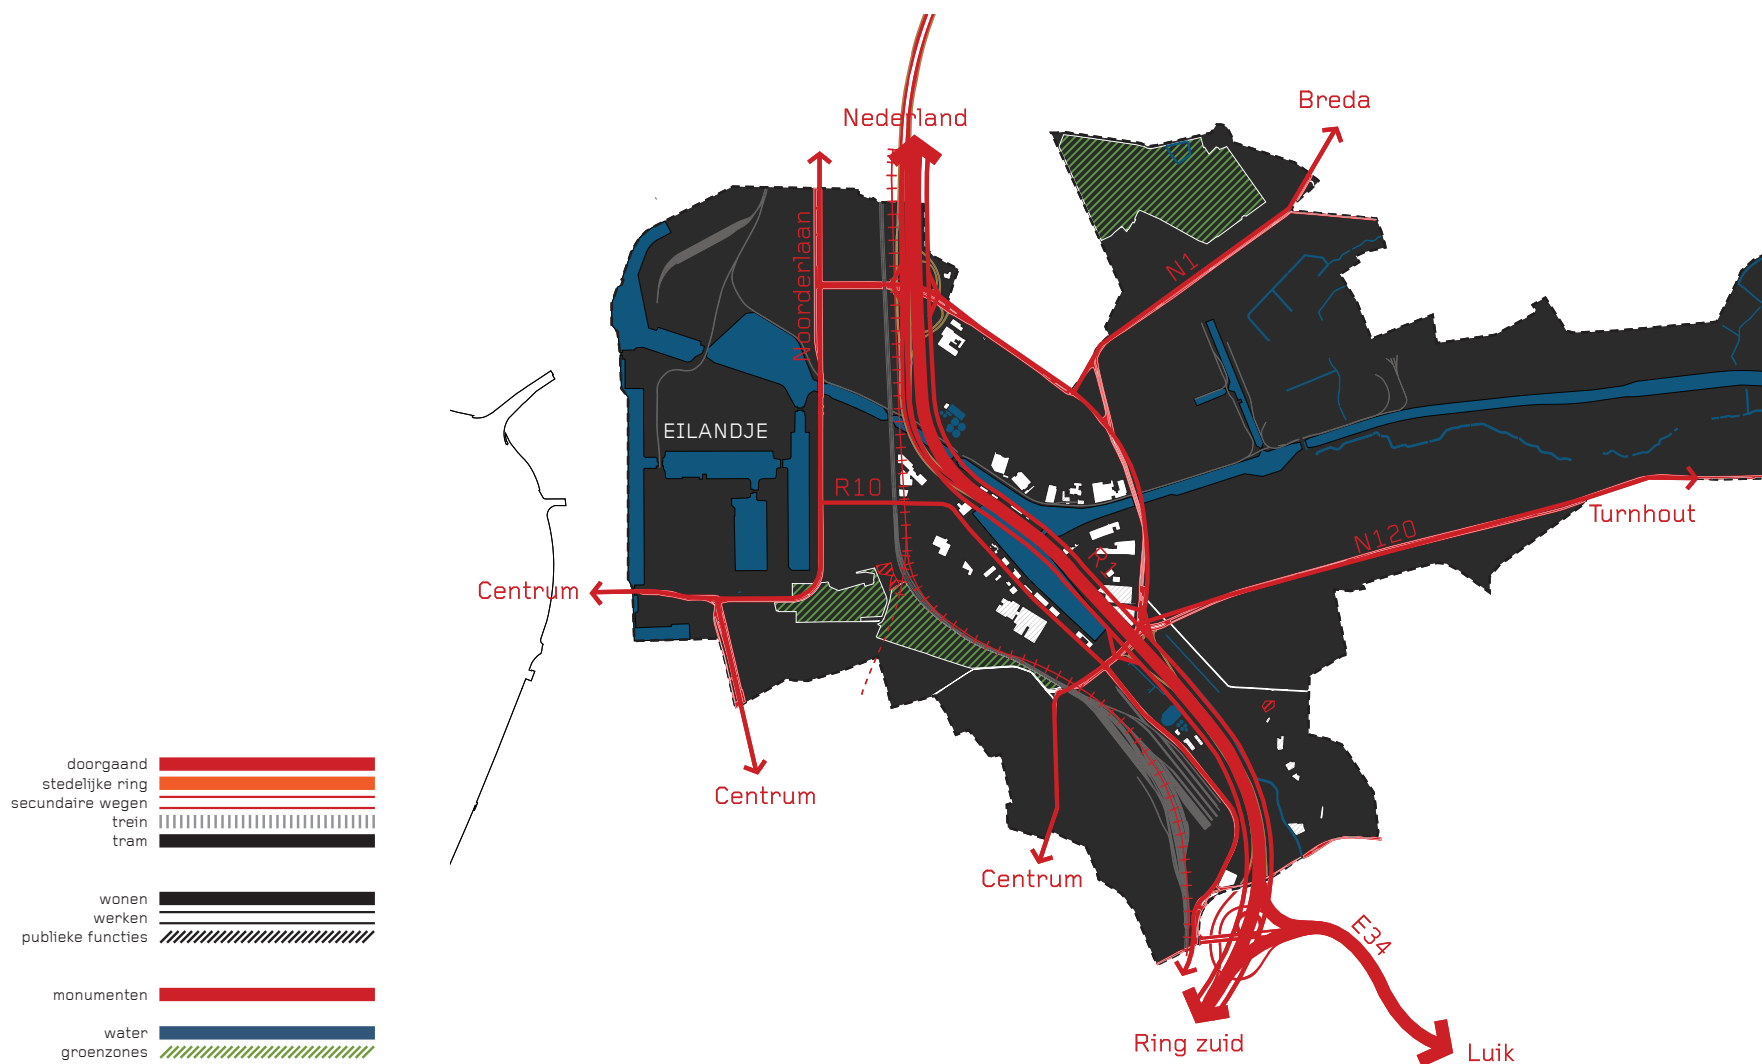 Breda
Nederland
Noorderlaan
N1
EILANDJE
R10
Turnhout
N120
R1
Centrum
Centrum
Centrum
E34
Ring zuid
Luik
doorgaand
stedelijke ring
secundaire wegen
trein
tram
wonen
werken
publieke functies
monumenten
water
groenzones